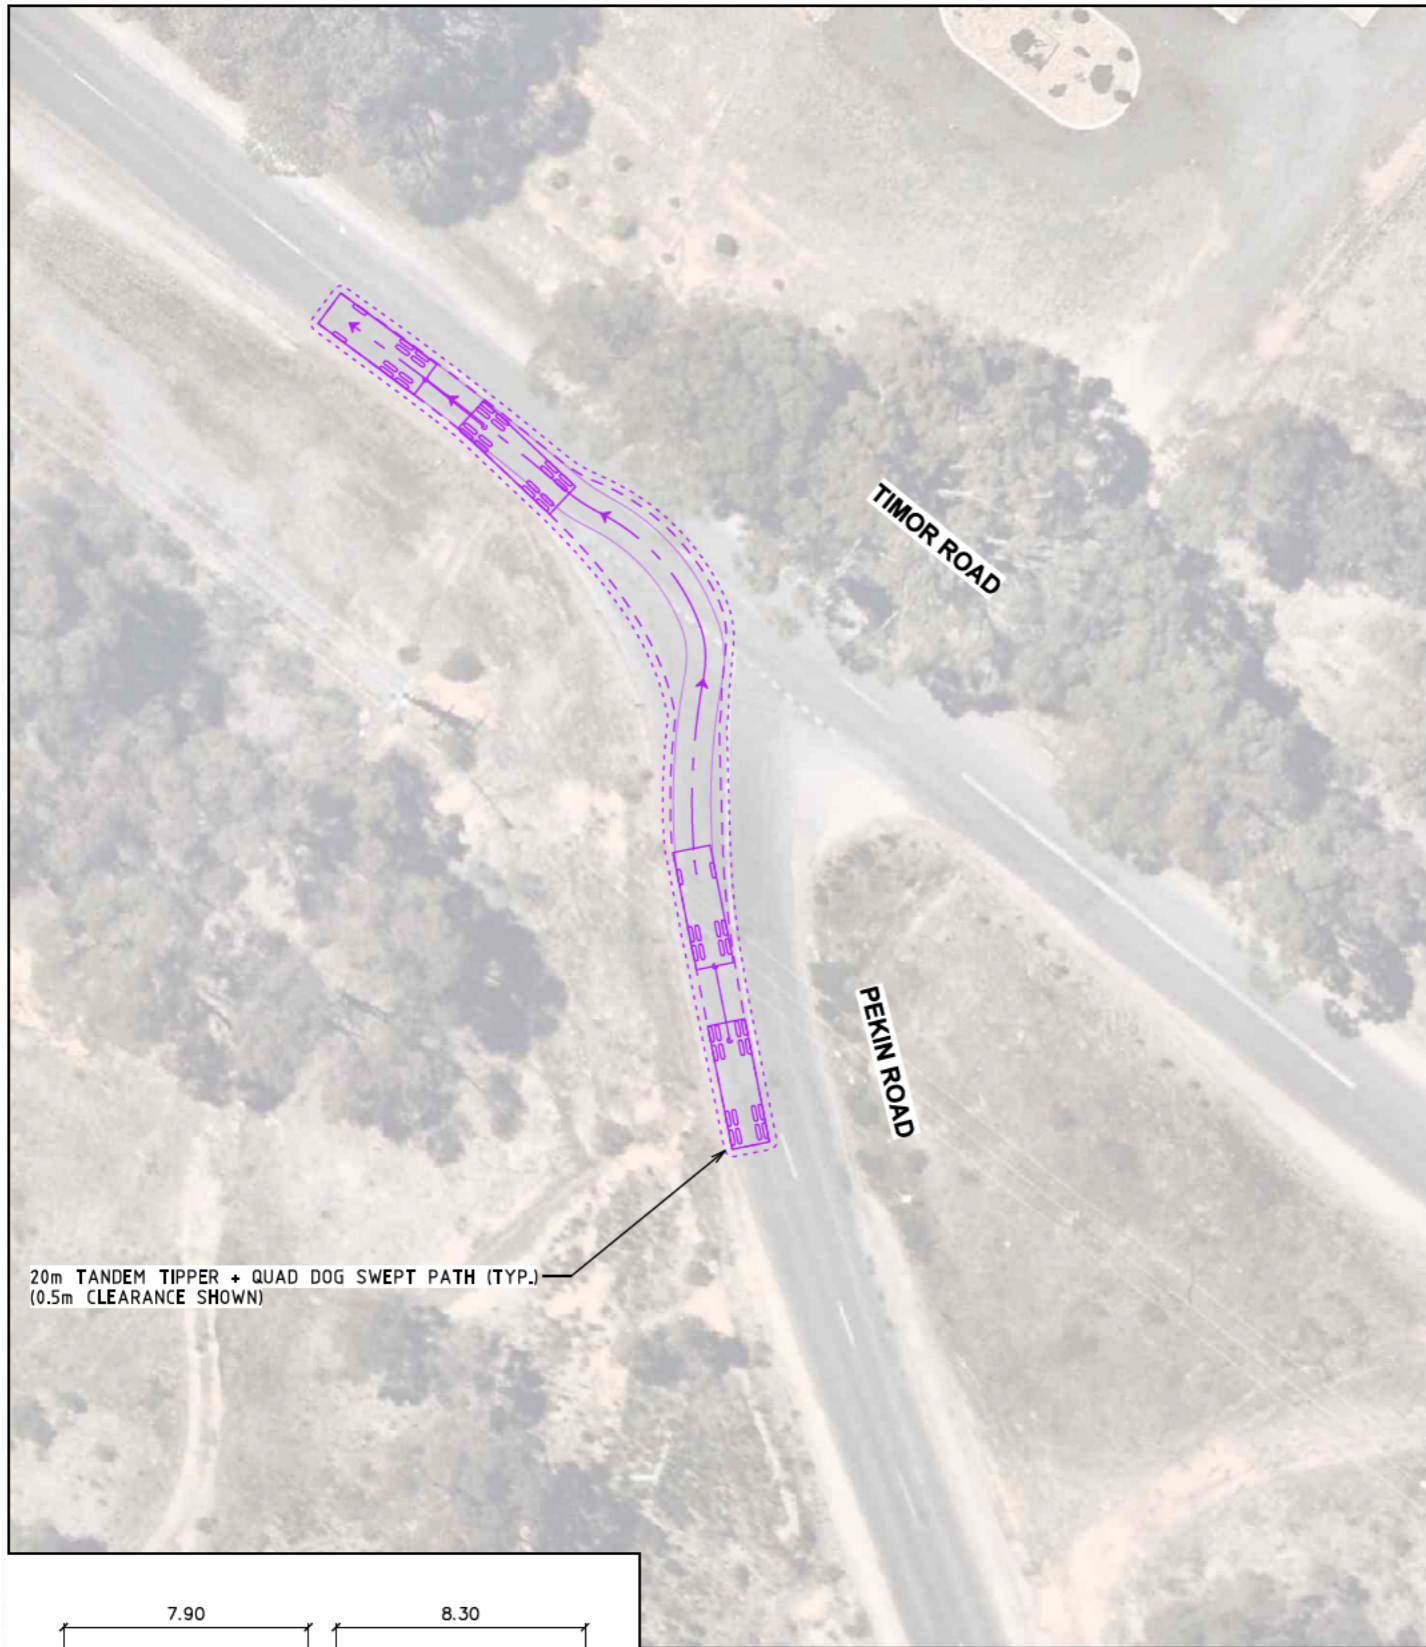 TIMOR ROAD
PEKIN ROAD
20m TANDEM TIPPER + QUAD DOG SWEPT PATH (TYP.)
(0.5m CLEARANCE SHOWN)
7.90 8.30